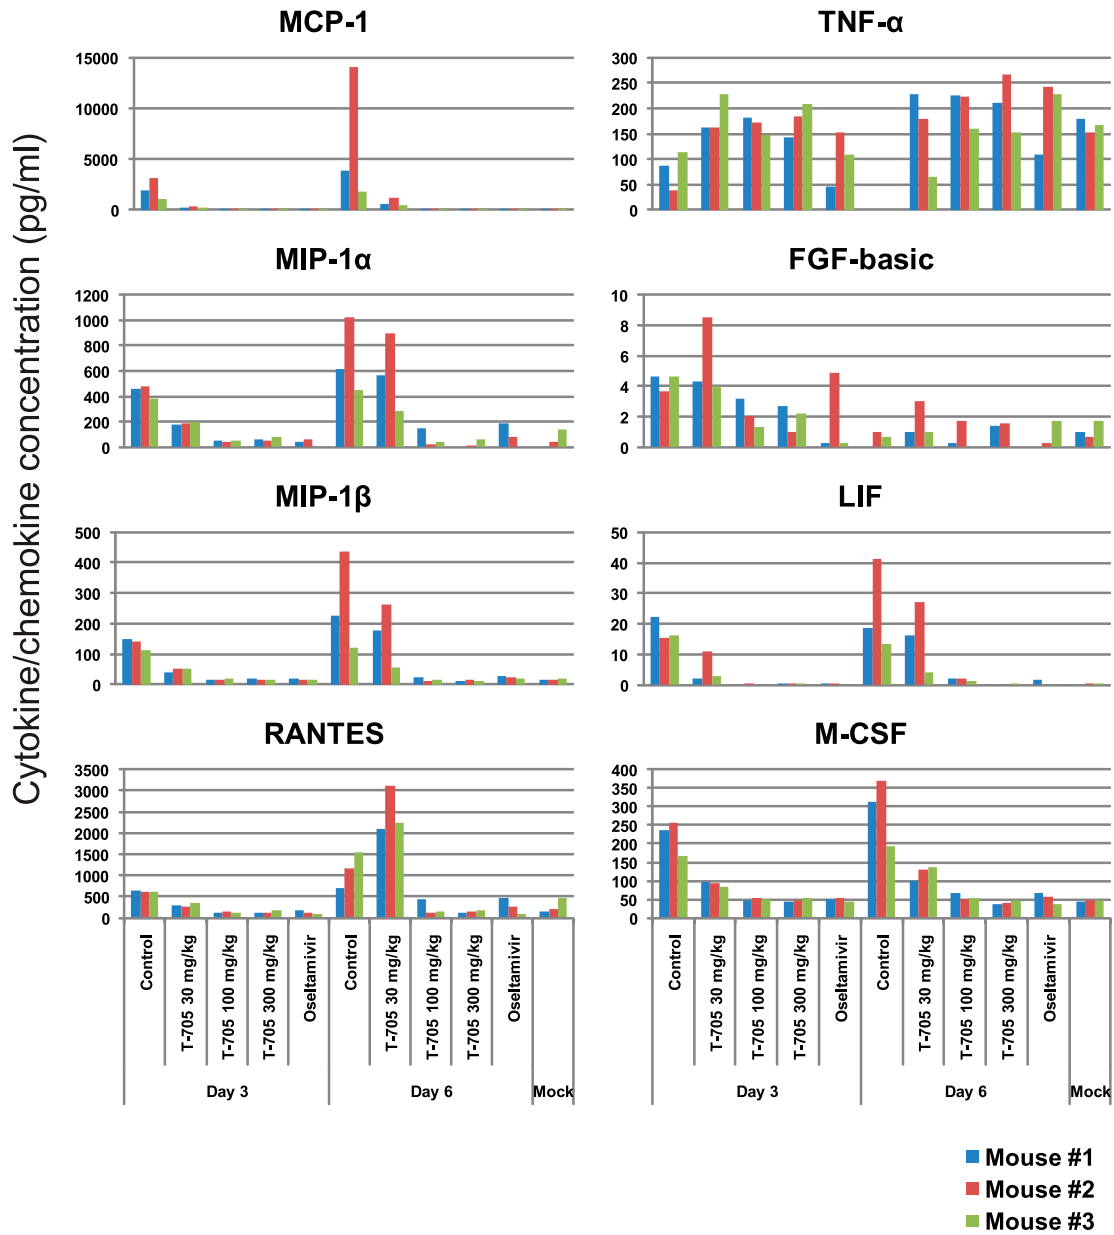 Cytokine/chemokine concentration (pg/ml)
MCP-1
15000
10000
5000
0
TNF-α
300
250
200
150
100
50
0
MIP-1α
1200
1000
800
600
400
200
0
FGF-basic
10
8
6
4
2
0
MIP-1β
500
400
300
200
100
0
LIF
50
40
30
20
10
0
RANTES
3500
3000
2500
2000
1500
1000
500
0
Control
T-705 30 mg/kg
T-705 100 mg/kg
T-705 300 mg/kg
Oseltamivir
Control
T-705 30 mg/kg
T-705 100 mg/kg
T-705 300 mg/kg
Oseltamivir
Day 3
Day 6
Mock
M-CSF
400
350
300
250
200
150
100
50
0
Control
T-705 30 mg/kg
T-705 100 mg/kg
T-705 300 mg/kg
Oseltamivir
Control
T-705 30 mg/kg
T-705 100 mg/kg
T-705 300 mg/kg
Oseltamivir
Day 3
Day 6
Mock
Mouse #1
Mouse #2
Mouse #3